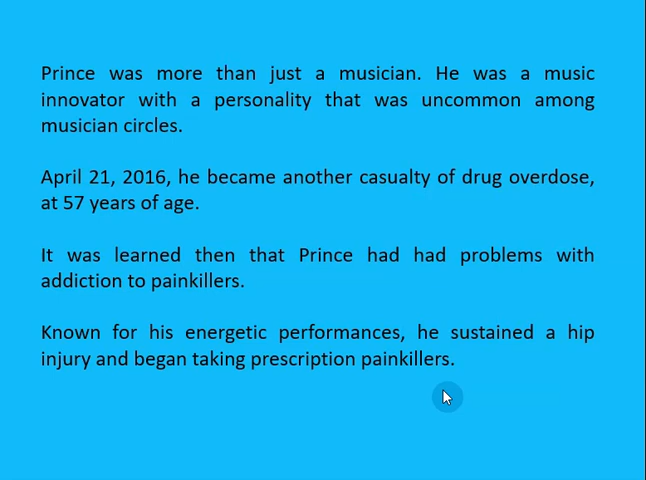 Prince was more than just a musician. He was a music
innovator with a personality that was uncommon among
musician circles.
April 21, 2016, he became another casualty of drug overdose,
at 57 years of age.
It was learned then that Prince had had problems with
addiction to painkillers.
Known for his energetic performances, he sustained a hip
injury and began taking prescription painkillers.